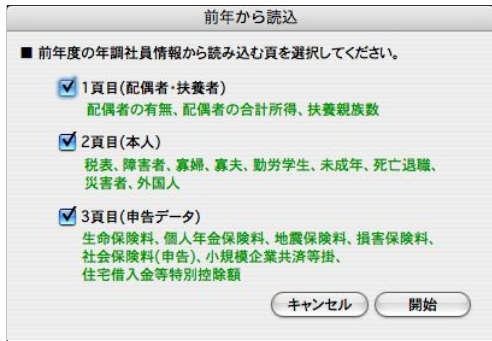 前年から読込
■ 前年度の年調社員情報から読み込む頁を選択してください。
1頁目(配偶者・扶養者)
配偶者の有無、配偶者の合計所得、扶養親族数
2頁目(本人)
税表、障害者、寡婦、寡夫、勤労学生、未成年、死亡退職、
災害者、外国人
3頁目(申告データ)
生命保険料、個人年金保険料、地震保険料、損害保険料、
社会保険料(申告)、小規模企業共済等掛、
住宅借入金等特別控除額
キャンセル 開始